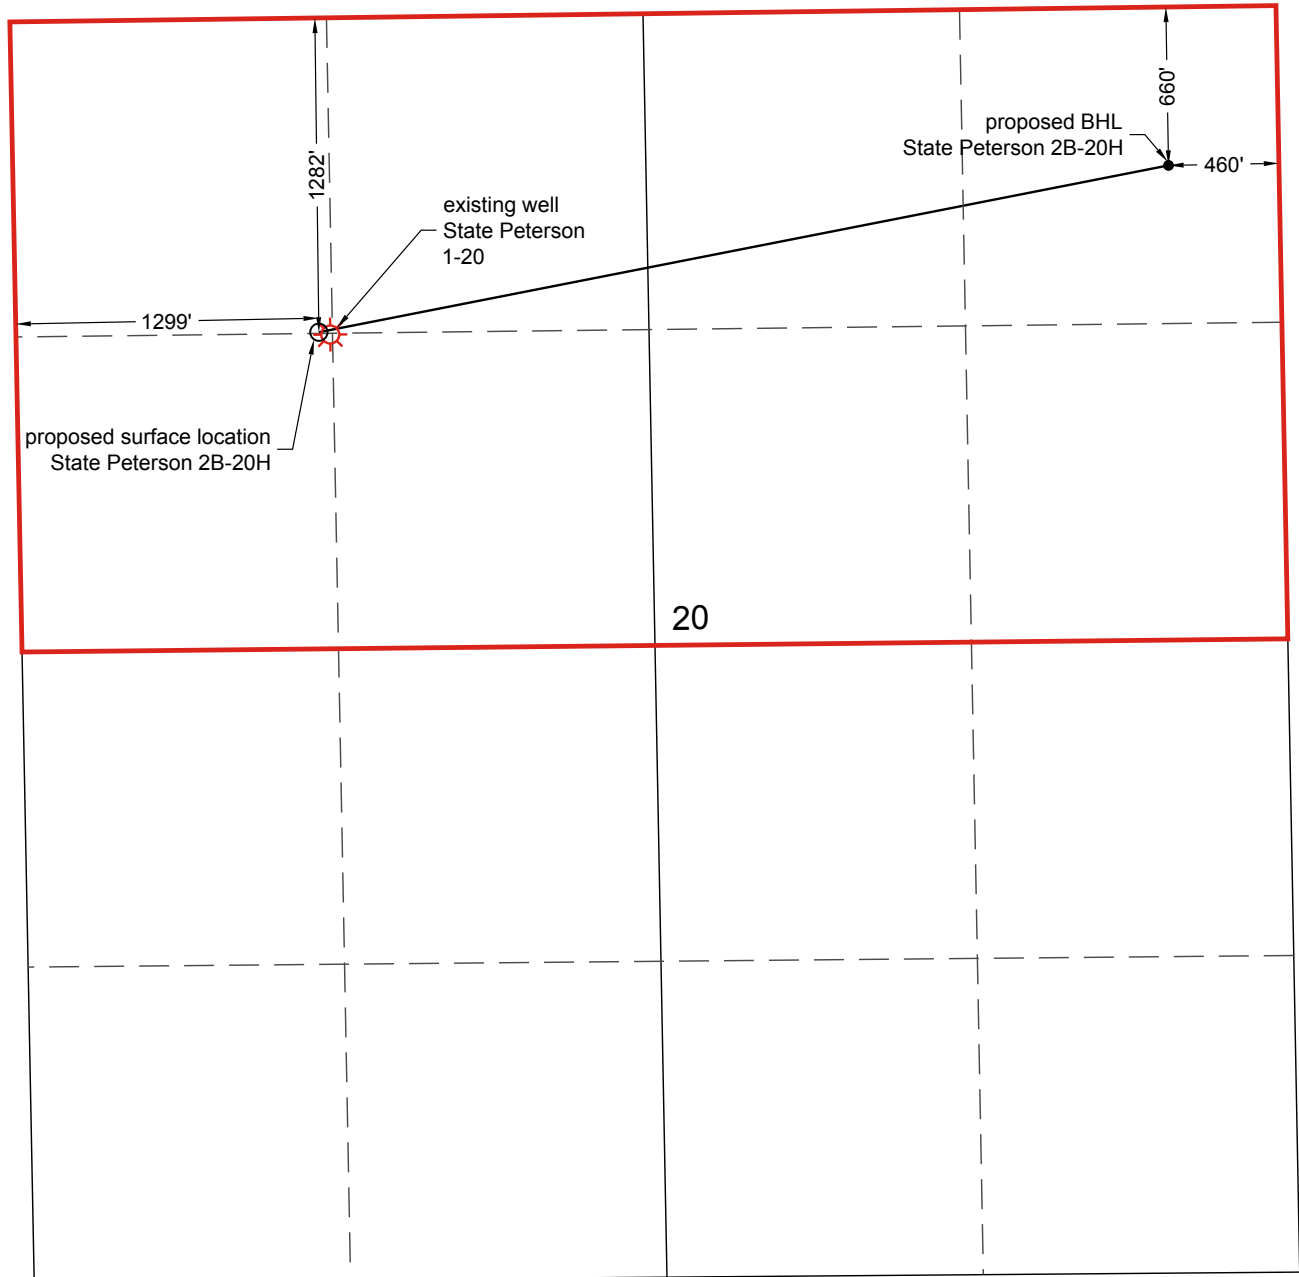 660'
proposed BHL
State Peterson 2B-20H
460'
1282'
existing well
State Peterson
1-20
1299'
proposed surface location
State Peterson 2B-20H
20